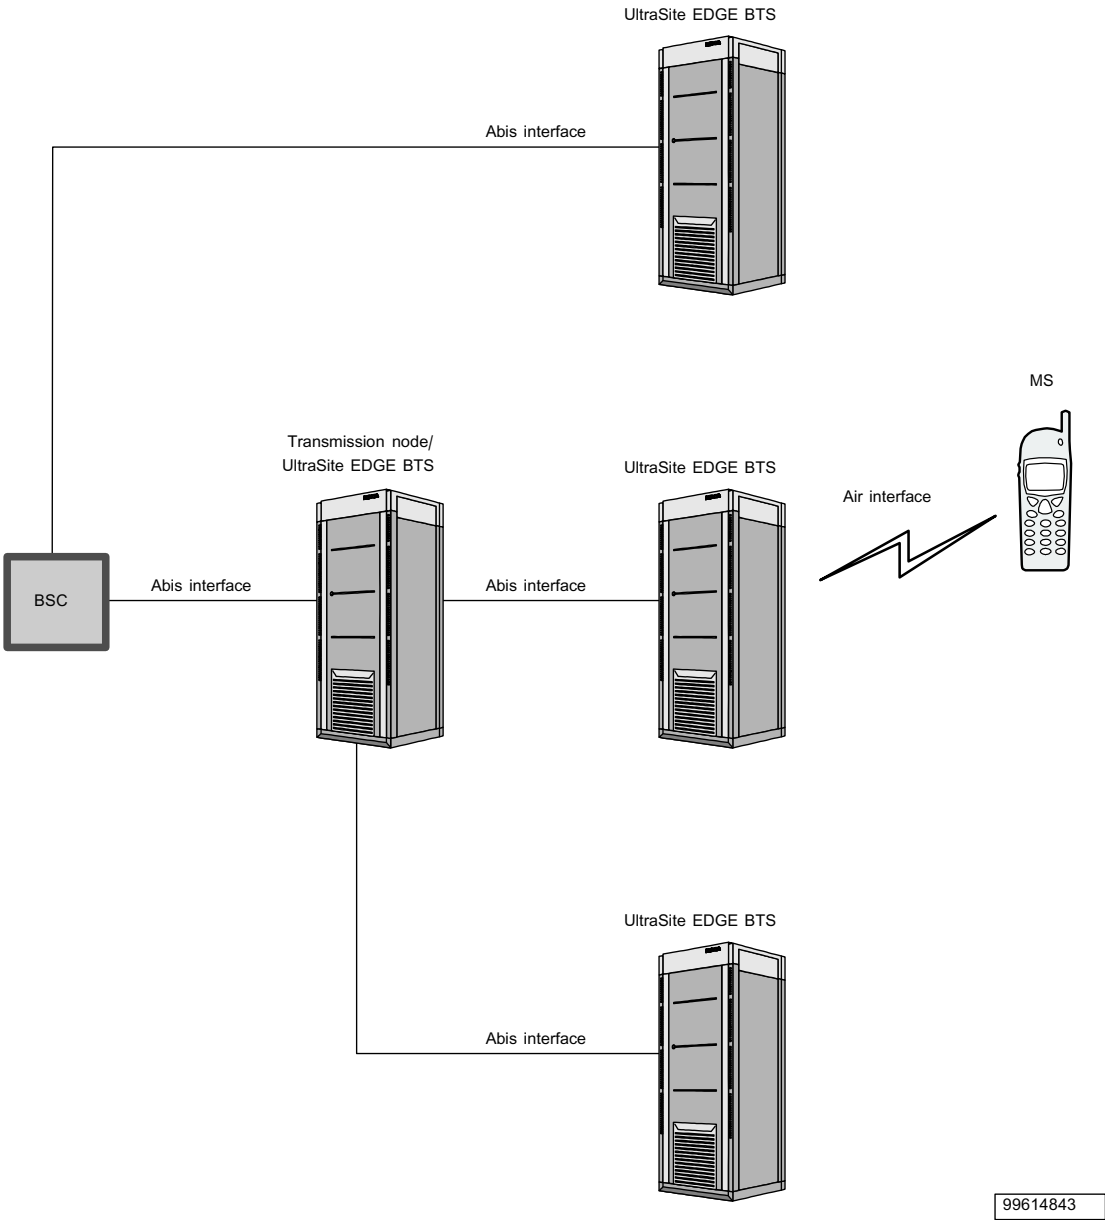 UltraSite EDGE BTS
Abis interface
MS
Transmission node/
UltraSite EDGE BTS
UltraSite EDGE BTS
Air interface
BSC
Abis interface
Abis interface
UltraSite EDGE BTS
Abis interface
99614843